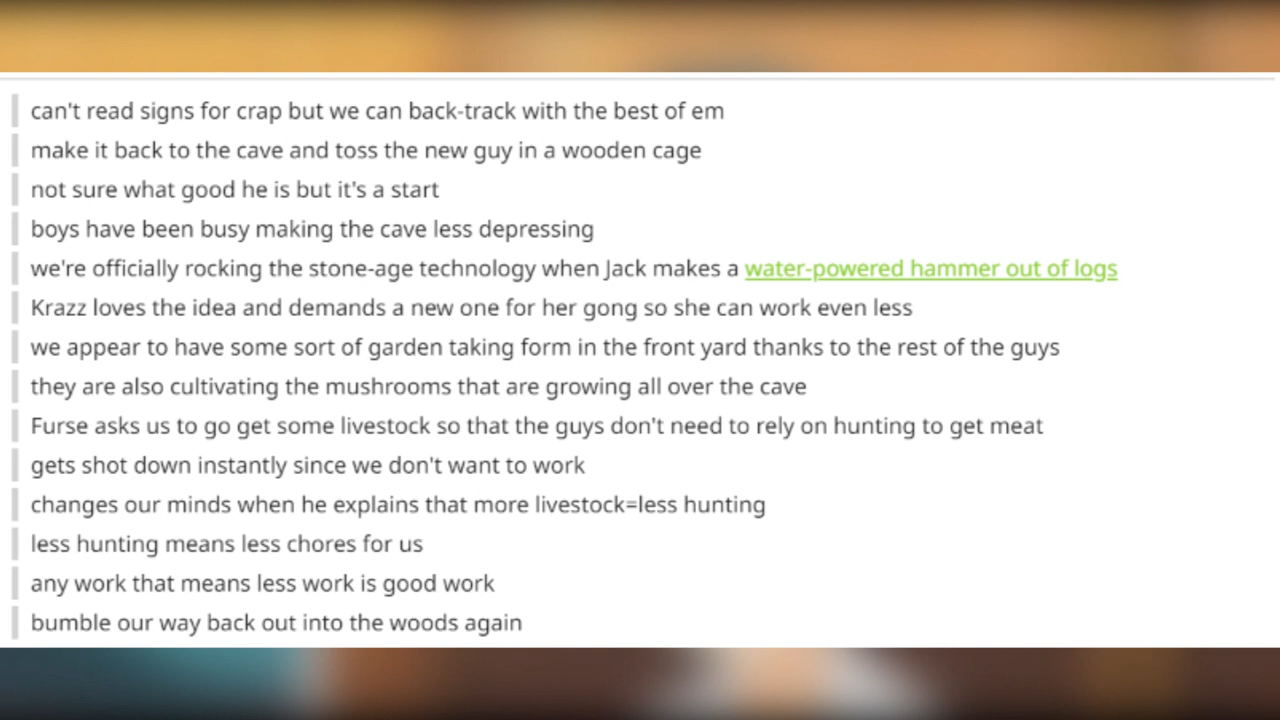 can't read signs for crap but we can back-track with the best of em
make it back to the cave and toss the new guy in a wooden cage
not sure what good he is but it's a start
boys have been busy making the cave less depressing
we're officially rocking the stone-age technology when Jack makes a water-powered hammer out of logs
Krazz loves the idea and demands a new one for her gong so she can work even less
we appear to have some sort of garden taking form in the front yard thanks to the rest of the guys
they are also cultivating the mushrooms that are growing all over the cave
Furse asks us to go get some livestock so that the guys don't need to rely on hunting to get meat
gets shot down instantly since we don't want to work
changes our minds when he explains that more livestock=less hunting
less hunting means less chores for us
any work that means less work is good work
bumble our way back out into the woods again